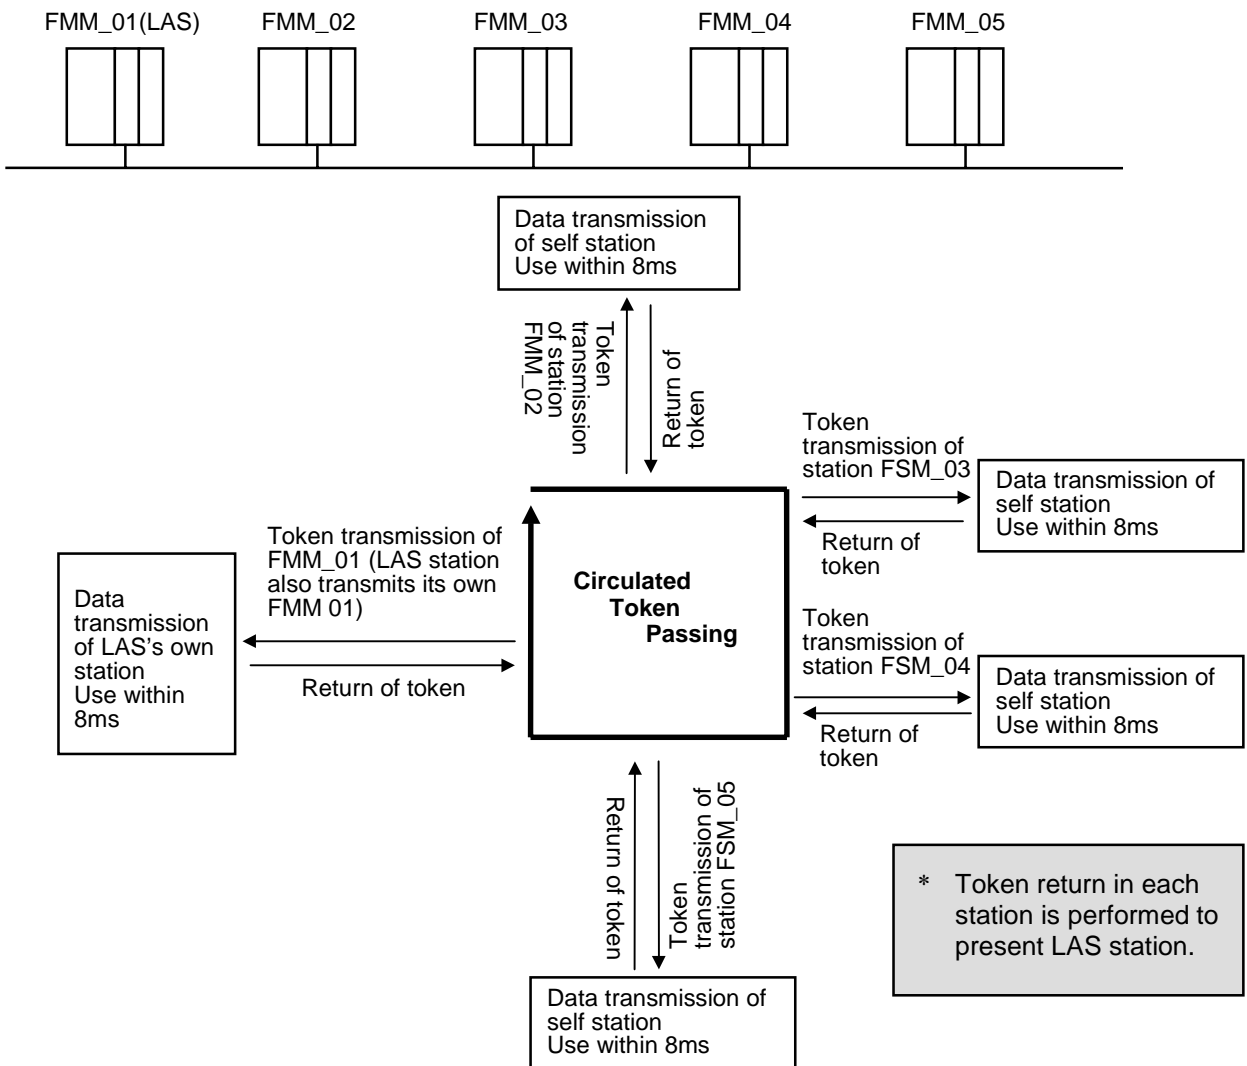 FMM_01(LAS)
FMM_02
FMM_03
FMM_04
FMM_05
Data transmission
of self station
Use within 8ms
Token
transmission
of station
FMM_02
Return of
token
Token
transmission of
station FSM_03
Data transmission of
self station
Use within 8ms
Return of
token
Token transmission of
FMM_01 (LAS station
also transmits its own
FMM 01)
Data
transmission
of LAS's own
station
Use within
8ms
Return of token
Circulated
Token
Passing
Token
transmission of
station FSM_04
Data transmission of
self station
Use within 8ms
Return of
token
Return of token
Token
transmission of
station FSM_05
Data transmission of
self station
Use within 8ms
* Token return in each
station is performed to
present LAS station.